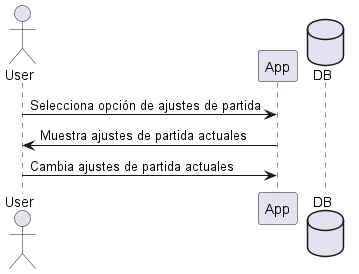 User
App
DB
Selecciona opción de ajustes de partida
Muestra ajustes de partida actuales
Cambia ajustes de partida actuales
User
App
DB